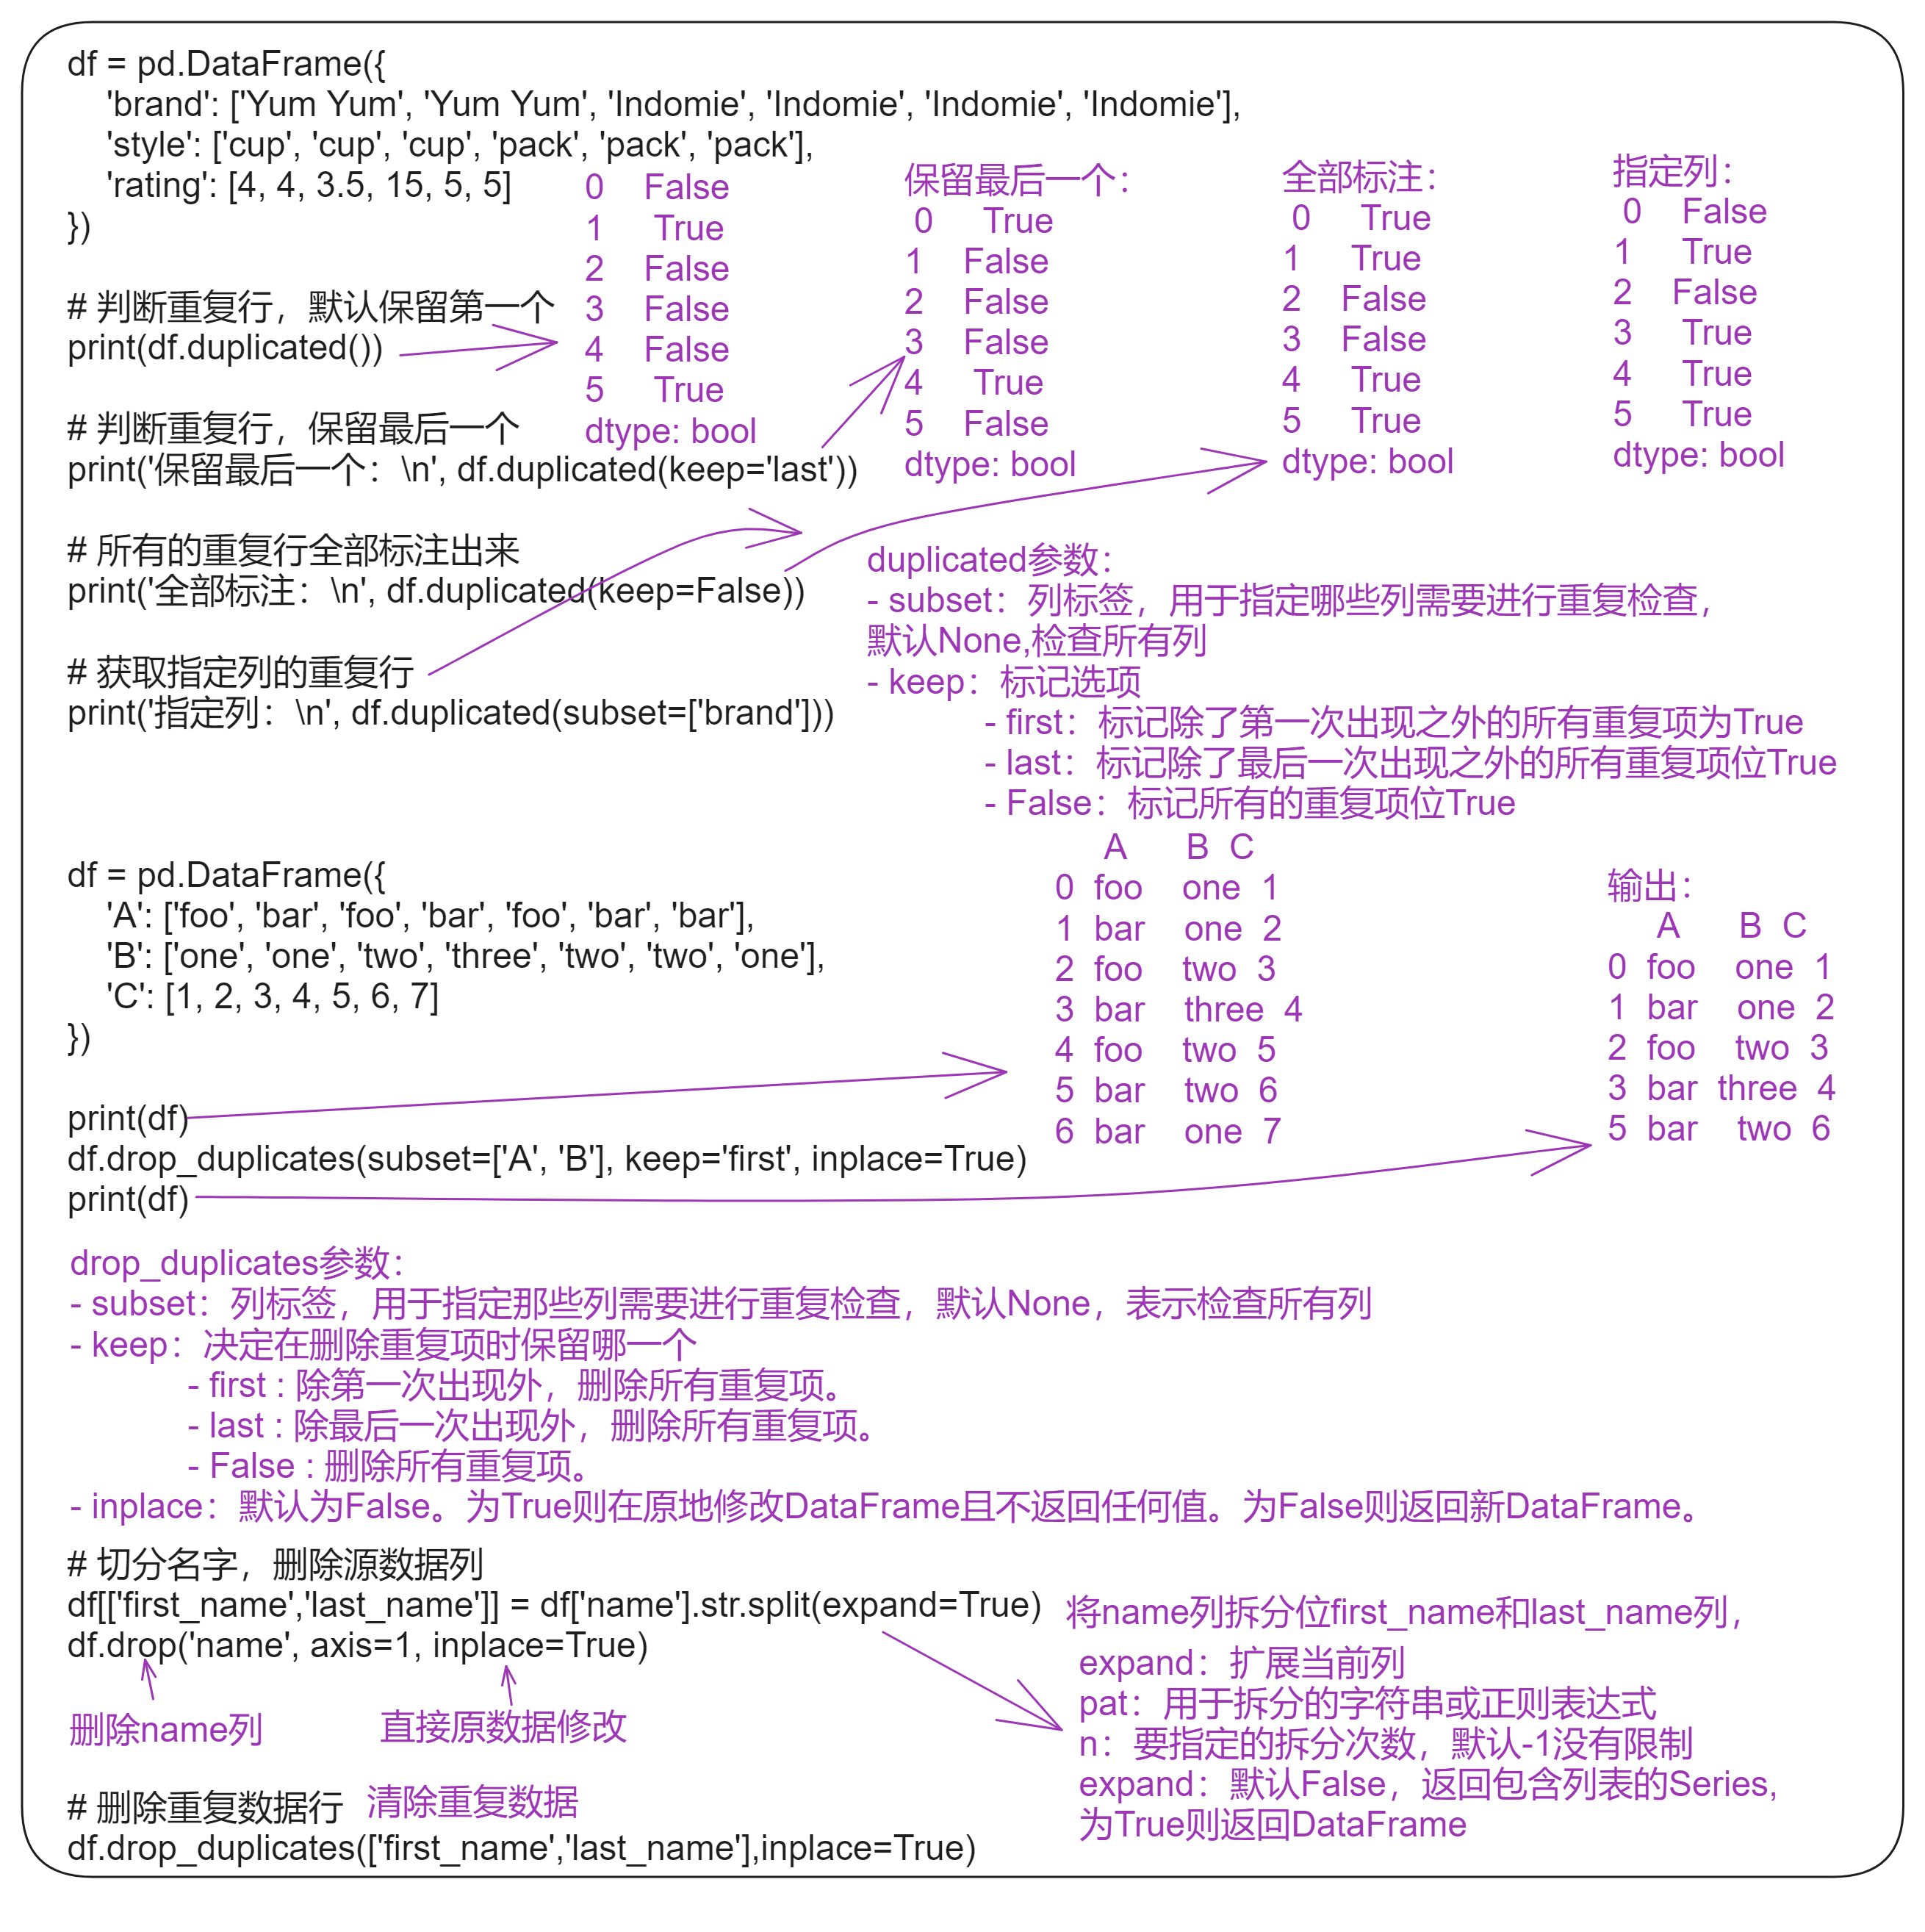 df = pd.DataFrame({
'brand': ['Yum Yum', 'Yum Yum', 'Indomie', 'Indomie', 'Indomie', 'Indomie'],
'style': ['cup', 'cup', 'cup', 'pack', 'pack', 'pack'],
'rating': [4, 4, 3.5, 15, 5, 5]
})
# 判断重复行，默认保留第一个
print(df.duplicated())
# 判断重复行，保留最后一个
print('保留最后一个：\n', df.duplicated(keep='last'))
# 所有的重复行全部标注出来
print('全部标注：\n', df.duplicated(keep=False))
# 获取指定列的重复行
print('指定列：\n', df.duplicated(subset=['brand']))
0 False
1 True
2 False
3 False
4 False
5 True
dtype: bool
保留最后一个：
0 True
1 False
2 False
3 False
4 True
5 False
dtype: bool
全部标注：
0 True
1 True
2 False
3 False
4 True
5 True
dtype: bool
指定列：
0 False
1 True
2 False
3 True
4 True
5 True
dtype: bool
duplicated参数：
- subset：列标签，用于指定哪些列需要进行重复检查，
默认None,检查所有列
- keep：标记选项
- first：标记除了第一次出现之外的所有重复项为True
- last：标记除了最后一次出现之外的所有重复项位True
- False：标记所有的重复项位True
df = pd.DataFrame({
'A': ['foo', 'bar', 'foo', 'bar', 'foo', 'bar', 'bar'],
'B': ['one', 'one', 'two', 'three', 'two', 'two', 'one'],
'C': [1, 2, 3, 4, 5, 6, 7]
})
print(df)
df.drop_duplicates(subset=['A', 'B'], keep='first', inplace=True)
print(df)
A B C
0 foo one 1
1 bar one 2
2 foo two 3
3 bar three 4
4 foo two 5
5 bar two 6
6 bar one 7
输出：
A B C
0 foo one 1
1 bar one 2
2 foo two 3
3 bar three 4
5 bar two 6
drop_duplicates参数：
- subset：列标签，用于指定那些列需要进行重复检查，默认None，表示检查所有列
- keep：决定在删除重复项时保留哪一个
- first : 除第一次出现外，删除所有重复项。
- last : 除最后一次出现外，删除所有重复项。
- False : 删除所有重复项。
- inplace：默认为False。为True则在原地修改DataFrame且不返回任何值。为False则返回新DataFrame。
# 切分名字，删除源数据列
df[['first_name','last_name']] = df['name'].str.split(expand=True)
df.drop('name', axis=1, inplace=True)
删除name列
直接原数据修改
将name列拆分位first_name和last_name列，
expand：扩展当前列
pat：用于拆分的字符串或正则表达式
n：要指定的拆分次数，默认-1没有限制
expand：默认False，返回包含列表的Series,
为True则返回DataFrame
# 删除重复数据行
清除重复数据
df.drop_duplicates(['first_name','last_name'],inplace=True)